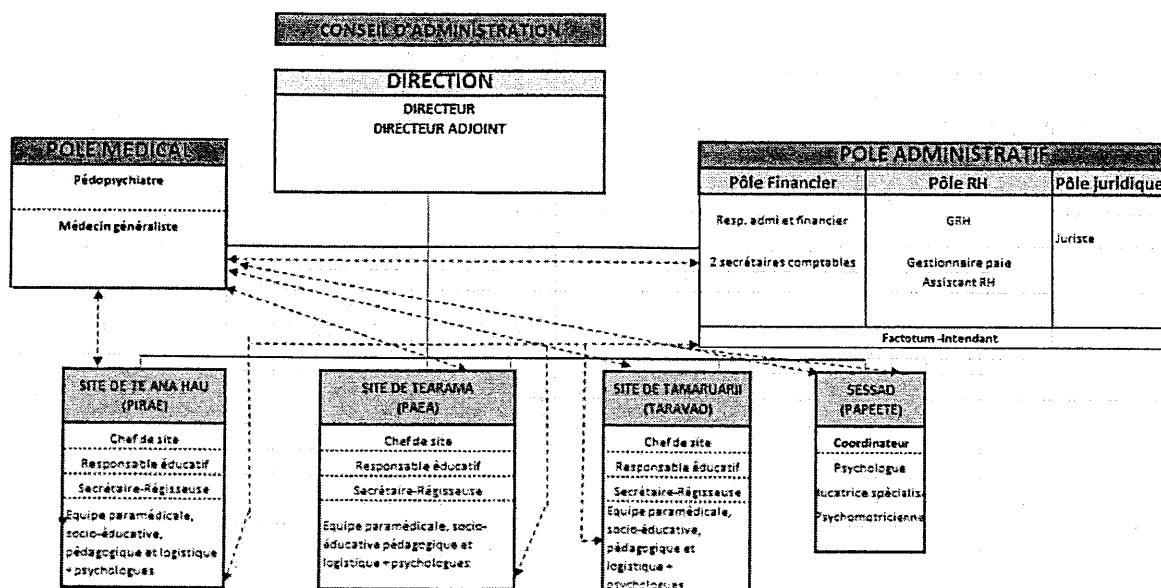 CONSEIL D'ADMINISTRATION
DIRECTION
DIRECTEUR
DIRECTEUR ADJOINT
POLE MEDICAL
Pédopsychiatre
Médecin généraliste
POLE ADMINISTRATIF
Pôle Financier
Resp. admi et financier
2 secrétaires comptables
Pôle RH
GRH
Gestionnaire paie
Assistant RH
Pôle juridique
Juriste
Factotum -Intendant
SITE DE TE ANA HAU
(PIRAE)
Chef de site
Responsable éducatif
Secrétaire-Régisseuse
Equipe paramédicale,
socio-éducative,
pédagogique et logistique
+ psychologues
SITE DE TEARAMA
(PAEA)
Chef de site
Responsable éducatif
Secrétaire-Régisseuse
Equipe paramédicale, socio-
éducative pédagogique et
logistique + psychologues
SITE DE TAMARUARII
(TARAVAO)
Chef de site
Responsable éducatif
Secrétaire-Régisseuse
Equipe paramédicale,
socio-éducative,
pédagogique et
logistique +
psychologues
SESSAD
(PAPEETE)
Coordinateur
Psychologue
ducatrice spécialis
Psychomotricienne